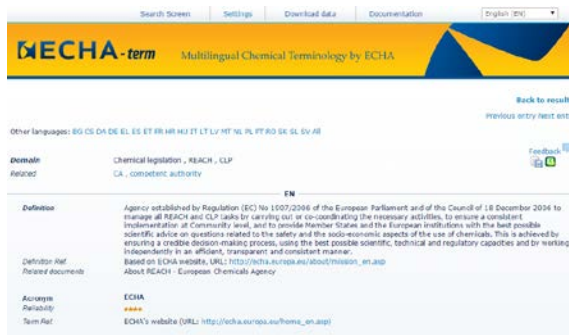 Search Screen Settings Download data Documentation English (EN)
ECHA-term Multilingual Chemical Terminology by ECHA
Back to result
Previous entry Next ent
Other languages: BG CS DA DE EL ES ET FI FR HR HU IT LT LV MT NL PL PT RO SK SL SV All
Domain Chemical legislation , REACH , CLP
Feedback
Related CA , competent authority
EN
Definition Agency established by Regulation (EC) No 1907/2006 of the European Parliament and of the Council of 18 December 2006 to
manage all REACH and CLP tasks by carrying out or co-ordinating the necessary activities, to ensure a consistent
implementation at Community level, and to provide Member States and the European institutions with the best possible
scientific advice on questions related to the safety and the socio-economic aspects of the use of chemicals. This is achieved by
ensuring a credible decision-making process, using the best possible scientific, technical and regulatory capacities and by working
independently in an efficient, transparent and consistent manner.
Definition Ref. Based on ECHA website, URL: http://echa.europa.eu/about/mission_en.asp)
Related documents About REACH - European Chemicals Agency
Acronym ECHA
Reliability
Term Ref. ECHA's website (URL: http://echa.europa.eu/home_en.asp)